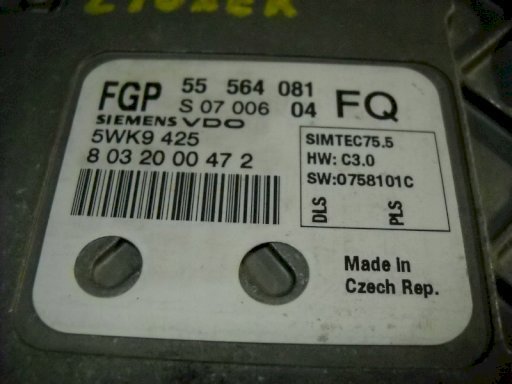 FGP 55 564 081 FQ
S 07 006 04
SIEMENS VDO
5WK9 425
8 03 20 00 47 2
SIMTEC75.5
HW: C3.0
SW:0758101C
DLS
PLS
Made in
Czech Rep.